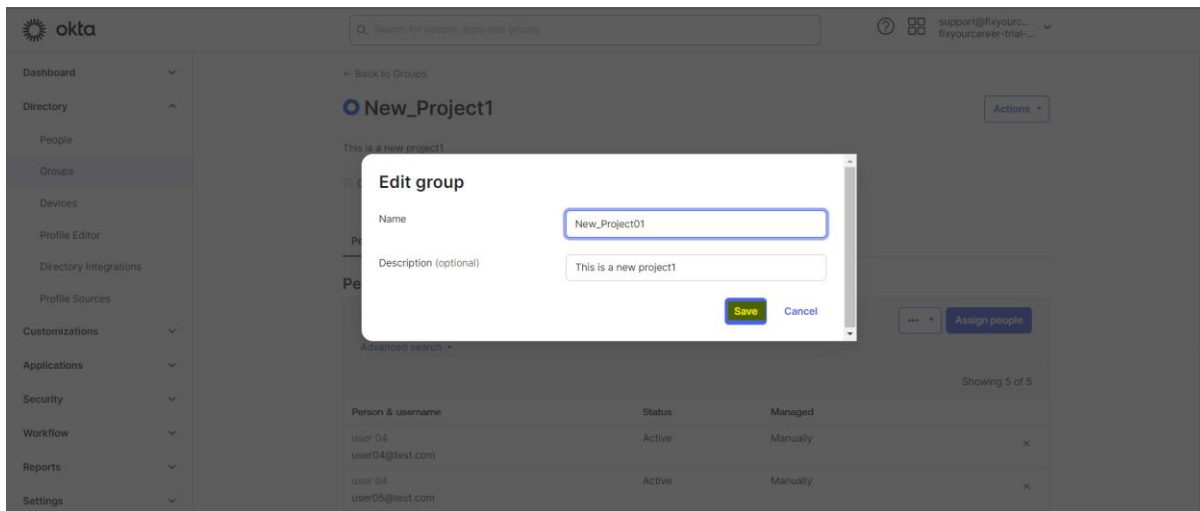 okta
Search for people, apps and groups
support@fixyourc...
fixyourcareer-trial-...
Dashboard
Directory
People
Groups
Devices
Profile Editor
Directory Integrations
Profile Sources
Customizations
Applications
Security
Workflow
Reports
Settings
← Back to Groups
New_Project1
Actions
This is a new project1
Edit group
Name
New_Project01
Description (optional)
This is a new project1
Save
Cancel
Pe
Pe
Advanced search
Assign people
Showing 5 of 5
Person & username Status Managed
user 04 Active Manually
user04@test.com
user 04 Active Manually
user05@test.com